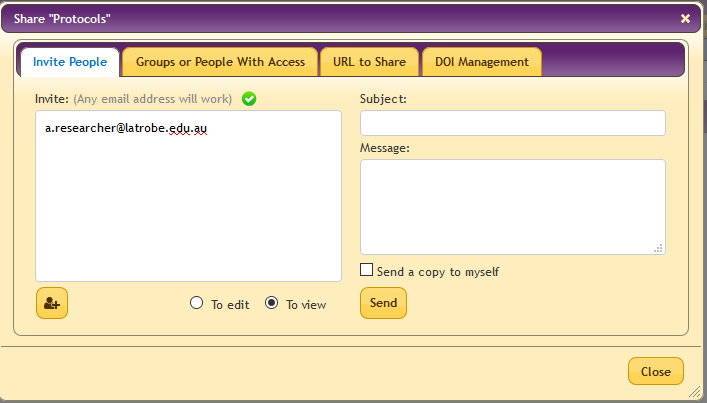 Share "Protocols"
Invite People
Groups or People With Access
URL to Share
DOI Management
Invite: (Any email address will work)
a.researcher@latrobe.edu.au
To edit
To view
Subject:
Message:
Send a copy to myself
Send
Close